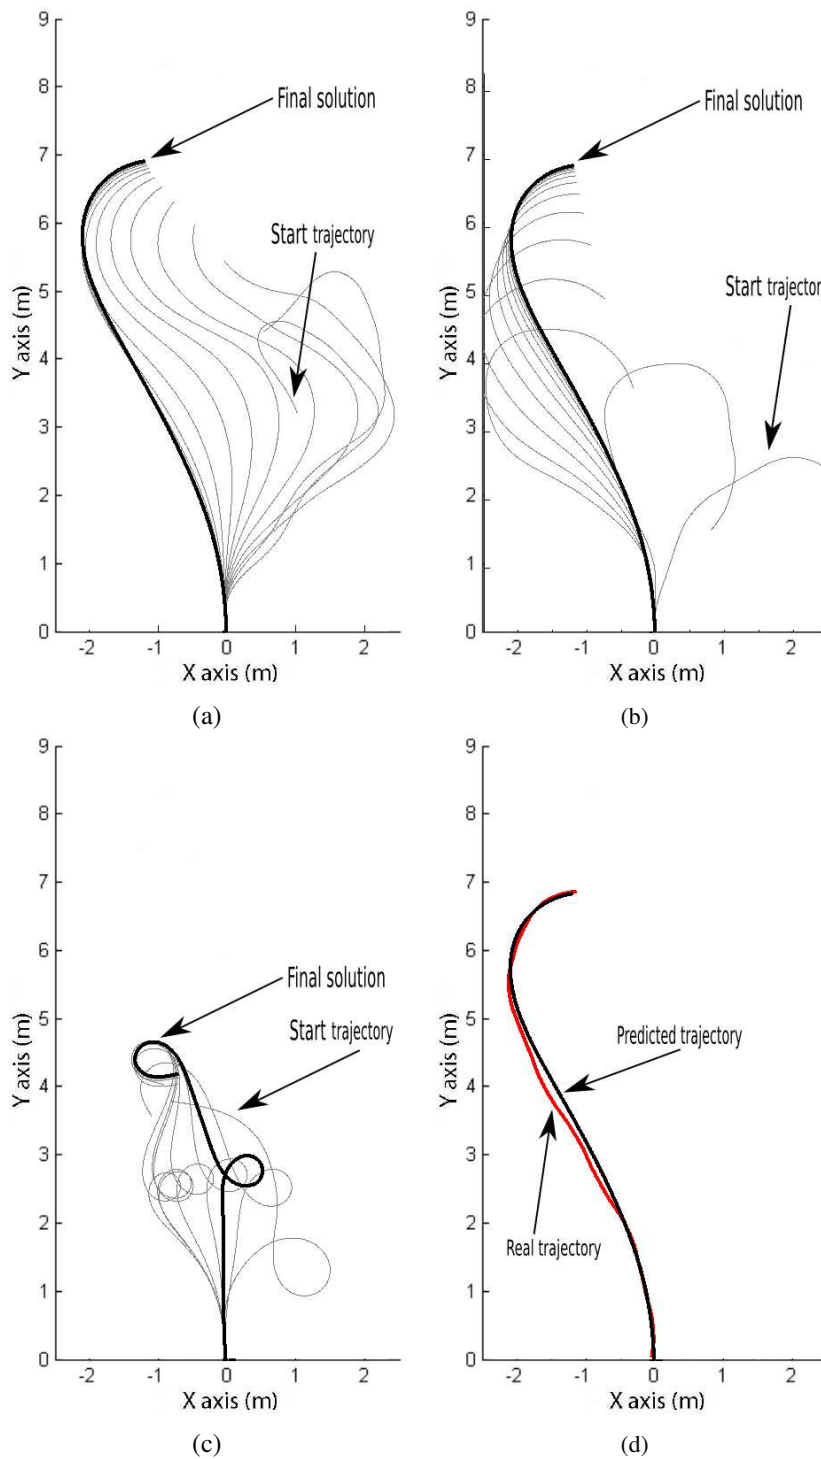 9
8
7
6
5
4
3
2
1
0
Y axis (m)
-2 -1 0 1 2
X axis (m)
Final solution
Start trajectory
(a)
9
8
7
6
5
4
3
2
1
0
Y axis (m)
-2 -1 0 1 2
X axis (m)
Final solution
Start trajector
(b)
9
8
7
6
5
4
3
2
1
0
Y axis (m)
-2 -1 0 1 2
X axis (m)
Final solution
Start trajectory
(c)
9
8
7
6
5
4
3
2
1
0
Y axis (m)
-2 -1 0 1 2
X axis (m)
Predicted trajectory
Real trajectory
(d)